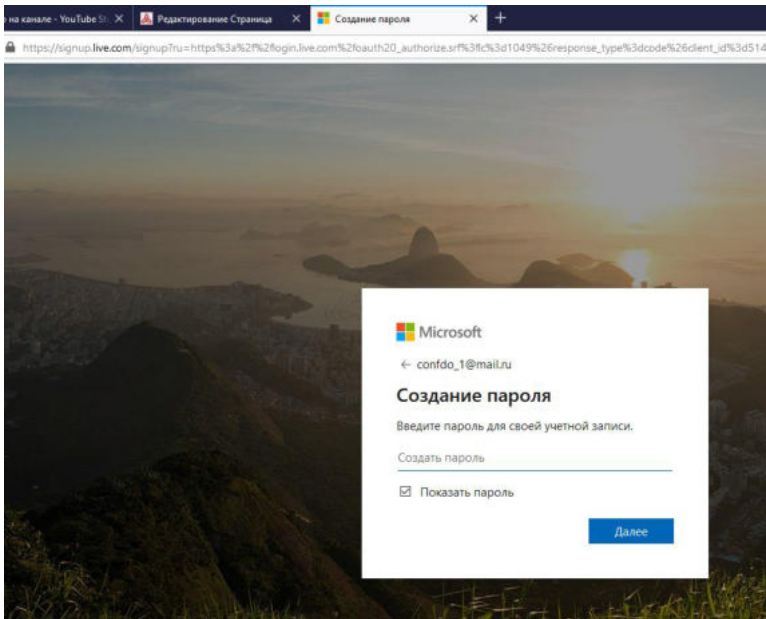 на канале - YouTube St
Редактирование Страница
Создание пароля
https://signup.live.com/signup?ru=https%3a%2f%2flogin.live.com%2foauth20_authorize.srf%3flc%3d1049%26response_type%3dcode%26client_id%3d514
Microsoft
← confdo_1@mail.ru
Создание пароля
Введите пароль для своей учетной записи.
Создать пароль
Показать пароль
Далее